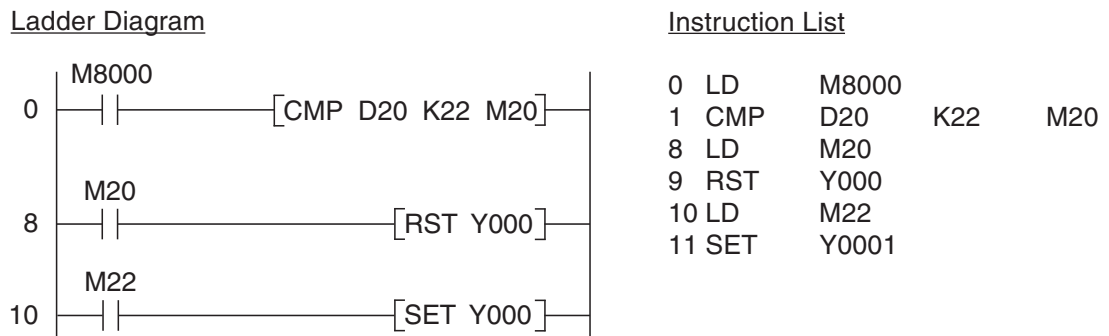 Ladder Diagram
M8000
0 [CMP D20 K22 M20]
M20
8 [RST Y000]
M22
10 [SET Y000]
Instruction List
0 LD M8000
1 CMP D20 K22 M20
8 LD M20
9 RST Y000
10 LD M22
11 SET Y0001